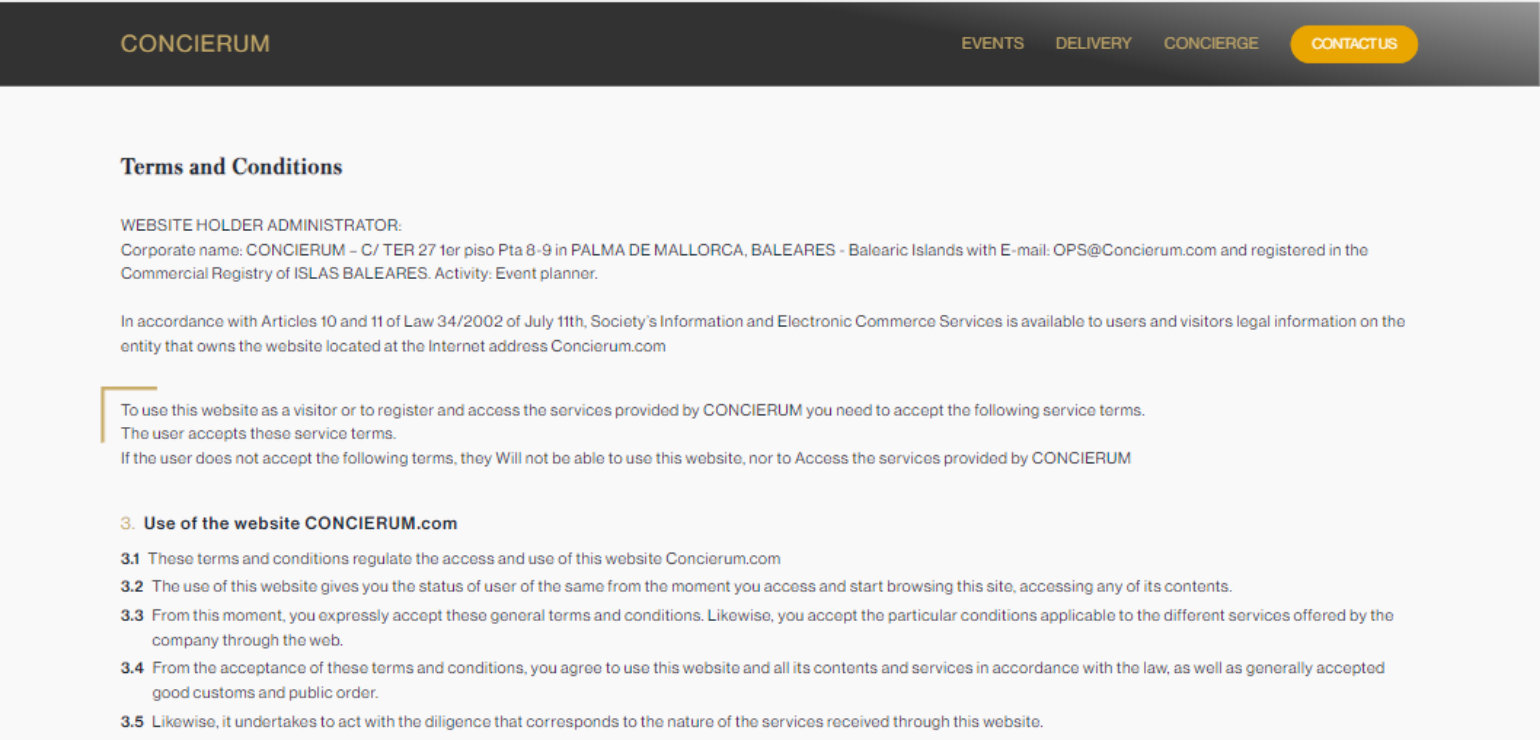 CONCIERUM
EVENTS DELIVERY CONCIERGE CONTACT US
Terms and Conditions
WEBSITE HOLDER ADMINISTRATOR:
Corporate name: CONCIERUM – C/ TER 27 1er piso Pta 8-9 in PALMA DE MALLORCA, BALEARES - Balearic Islands with E-mail: OPS@Concierum.com and registered in the
Commercial Registry of ISLAS BALEARES. Activity: Event planner.
In accordance with Articles 10 and 11 of Law 34/2002 of July 11th, Society's Information and Electronic Commerce Services is available to users and visitors legal information on the
entity that owns the website located at the Internet address Concierum.com
To use this website as a visitor or to register and access the services provided by CONCIERUM you need to accept the following service terms.
The user accepts these service terms.
If the user does not accept the following terms, they Will not be able to use this website, nor to Access the services provided by CONCIERUM
3. Use of the website CONCIERUM.com
3.1 These terms and conditions regulate the access and use of this website Concierum.com
3.2 The use of this website gives you the status of user of the same from the moment you access and start browsing this site, accessing any of its contents.
3.3 From this moment, you expressly accept these general terms and conditions. Likewise, you accept the particular conditions applicable to the different services offered by the
company through the web.
3.4 From the acceptance of these terms and conditions, you agree to use this website and all its contents and services in accordance with the law, as well as generally accepted
good customs and public order.
3.5 Likewise, it undertakes to act with the diligence that corresponds to the nature of the services received through this website.